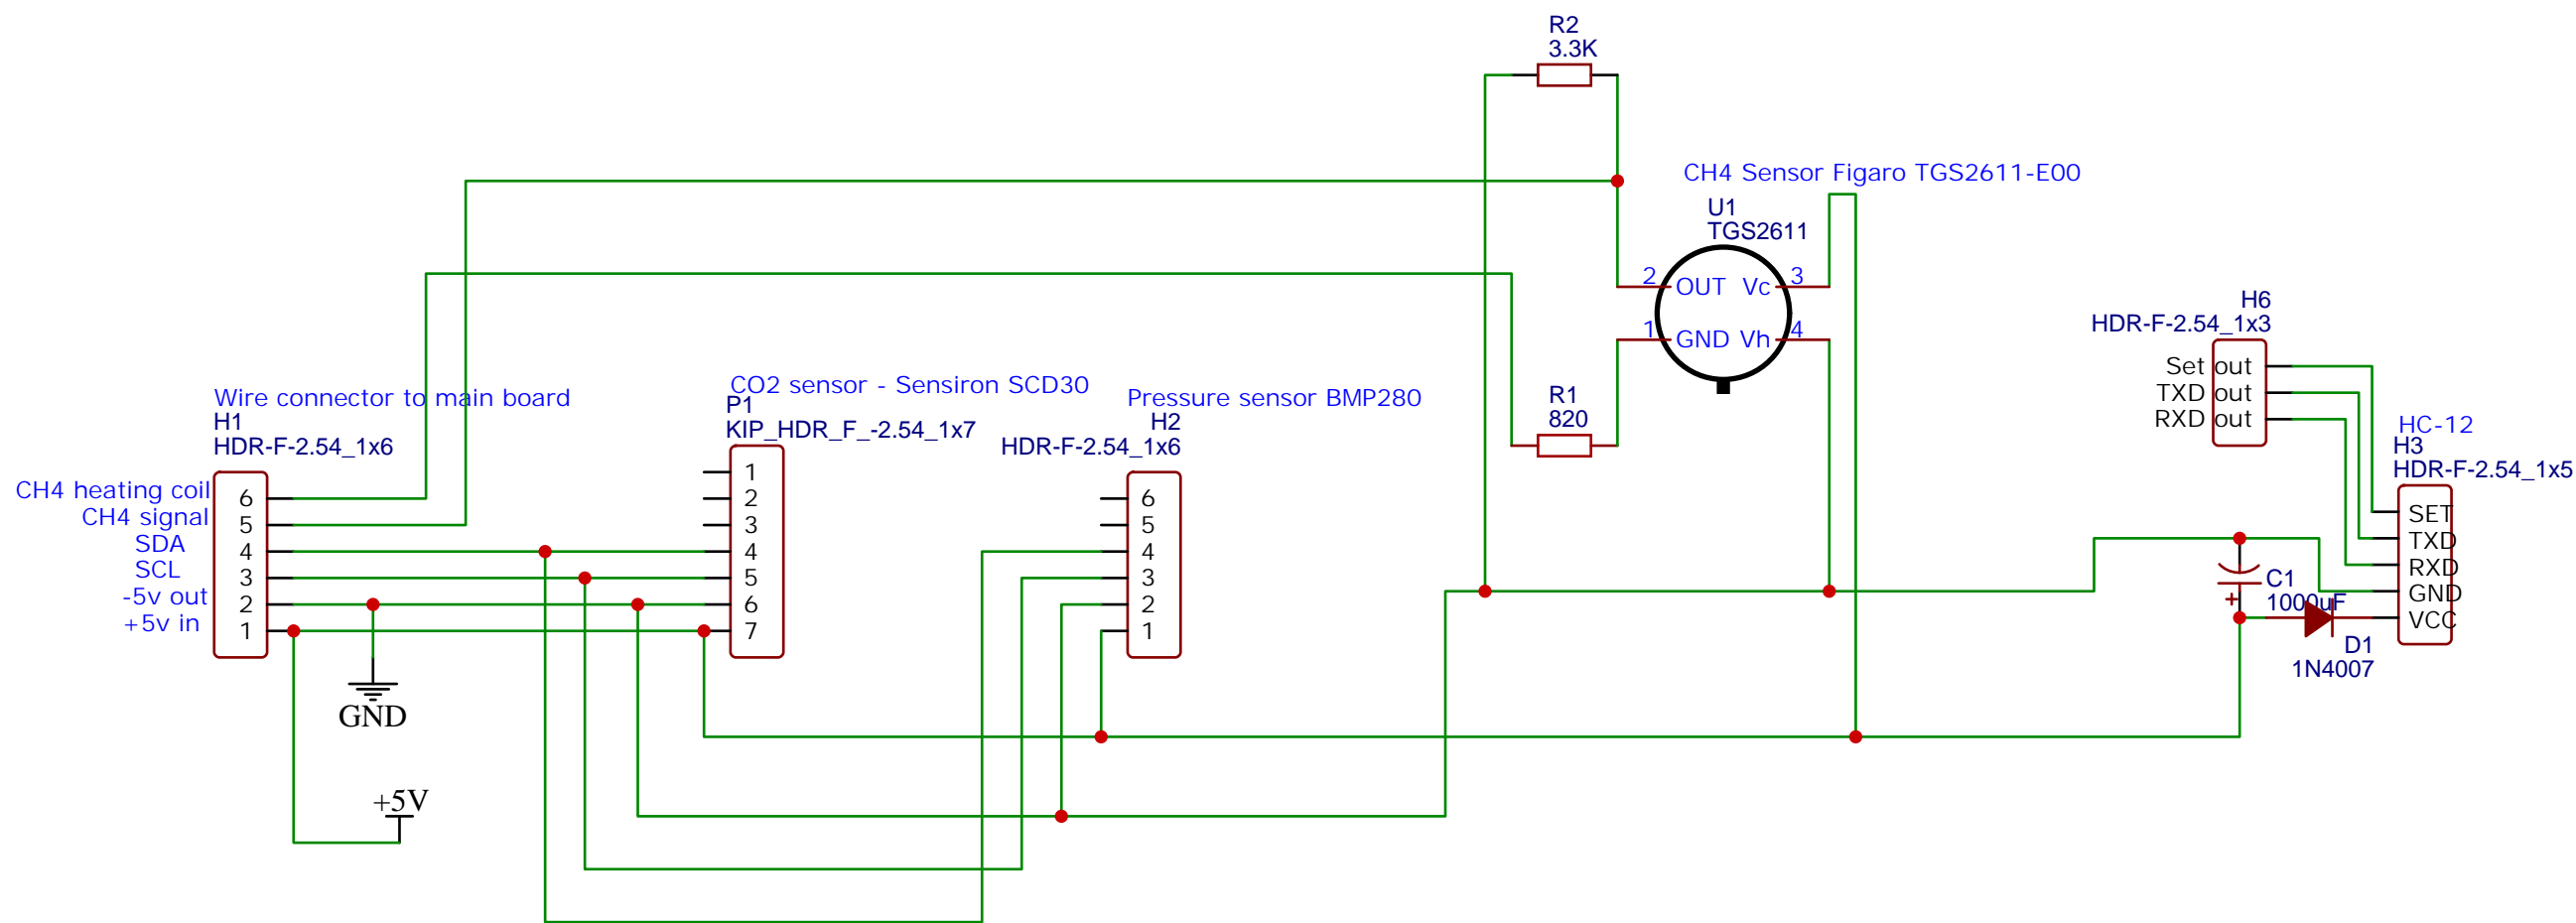 R2
3.3K
CH4 Sensor Figaro TGS2611-E00
U1
TGS2611
2 OUT Vc 3
1 GND Vh 4
R1
820
Wire connector to main board
H1
HDR-F-2.54_1x6
CH4 heating coil 6
CH4 signal 5
SDA 4
SCL 3
-5v out 2
+5v in 1
GND
+5V
CO2 sensor - Sensiron SCD30
P1
KIP_HDR_F_-2.54_1x7
1
2
3
4
5
6
7
Pressure sensor BMP280
H2
HDR-F-2.54_1x6
6
5
4
3
2
1
H6
HDR-F-2.54_1x3
Set out
TXD out
RXD out
HC-12
H3
HDR-F-2.54_1x5
SET
TXD
RXD
GND
VCC
C1
1000uF
+
D1
1N4007